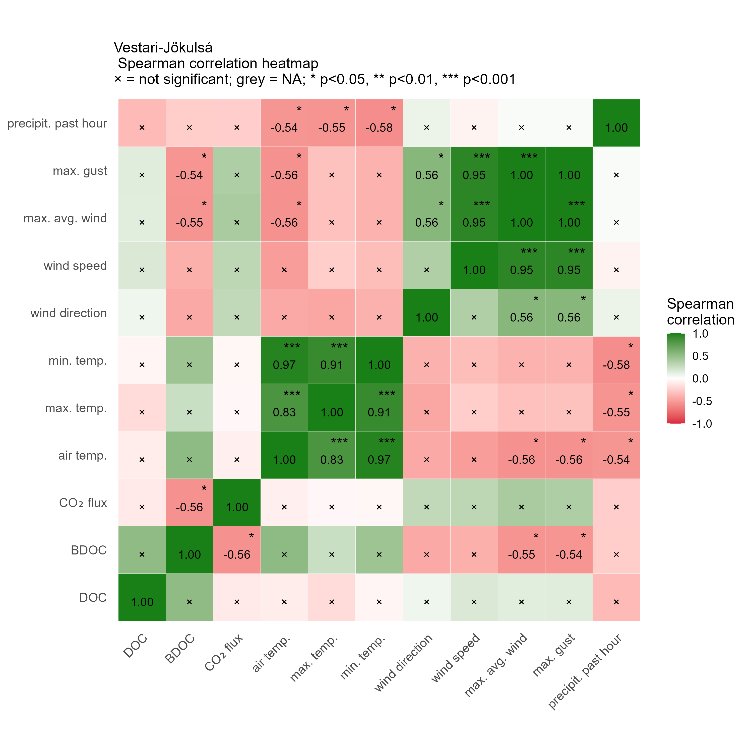 Vestari-Jökulsá
Spearman correlation heatmap
× = not significant; grey = NA; * p<0.05, ** p<0.01, *** p<0.001
precipit. past hour × × × * -0.54 * -0.55 * -0.58 × × × × 1.00
max. gust × * -0.54 × * -0.56 × × * 0.56 *** 0.95 *** 1.00 1.00 ×
max. avg. wind × * -0.55 × * -0.56 × × * 0.56 *** 0.95 1.00 *** 1.00 ×
wind speed × × × × × × × 1.00 *** 0.95 *** 0.95 ×
wind direction × × × × × × 1.00 × * 0.56 * 0.56 ×
min. temp. × × × *** 0.97 *** 0.91 1.00 × × × × * -0.58
max. temp. × × × *** 0.83 1.00 *** 0.91 × × × × * -0.55
air temp. × × × 1.00 *** 0.83 *** 0.97 × × * -0.56 * -0.56 * -0.54
CO₂ flux × * -0.56 1.00 × × × × × × × ×
BDOC × 1.00 * -0.56 × × × × × * -0.55 * -0.54 ×
DOC 1.00 × × × × × × × × × ×
DOC BDOC CO₂ flux air temp. max. temp. min. temp. wind direction wind speed max. avg. wind max. gust precipit. past hour
Spearman
correlation
1.0
0.5
0.0
-0.5
-1.0